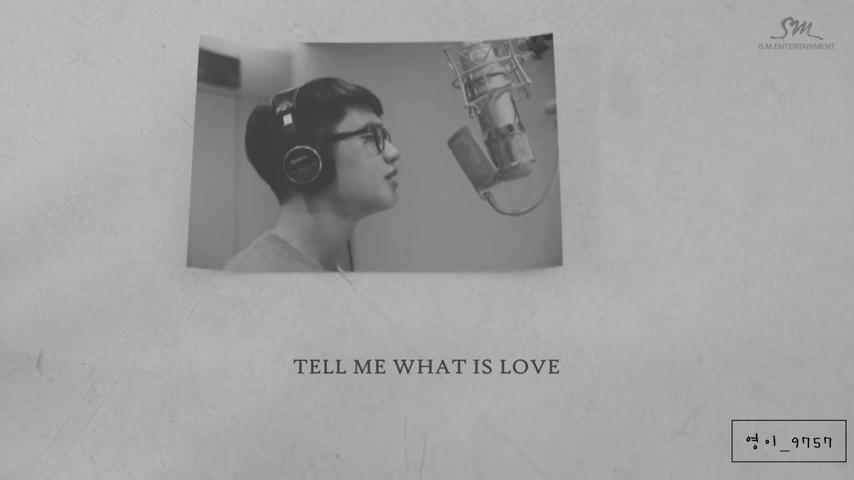 SM
S.M.ENTERTAINMENT
TELL ME WHAT IS LOVE
영이_9757